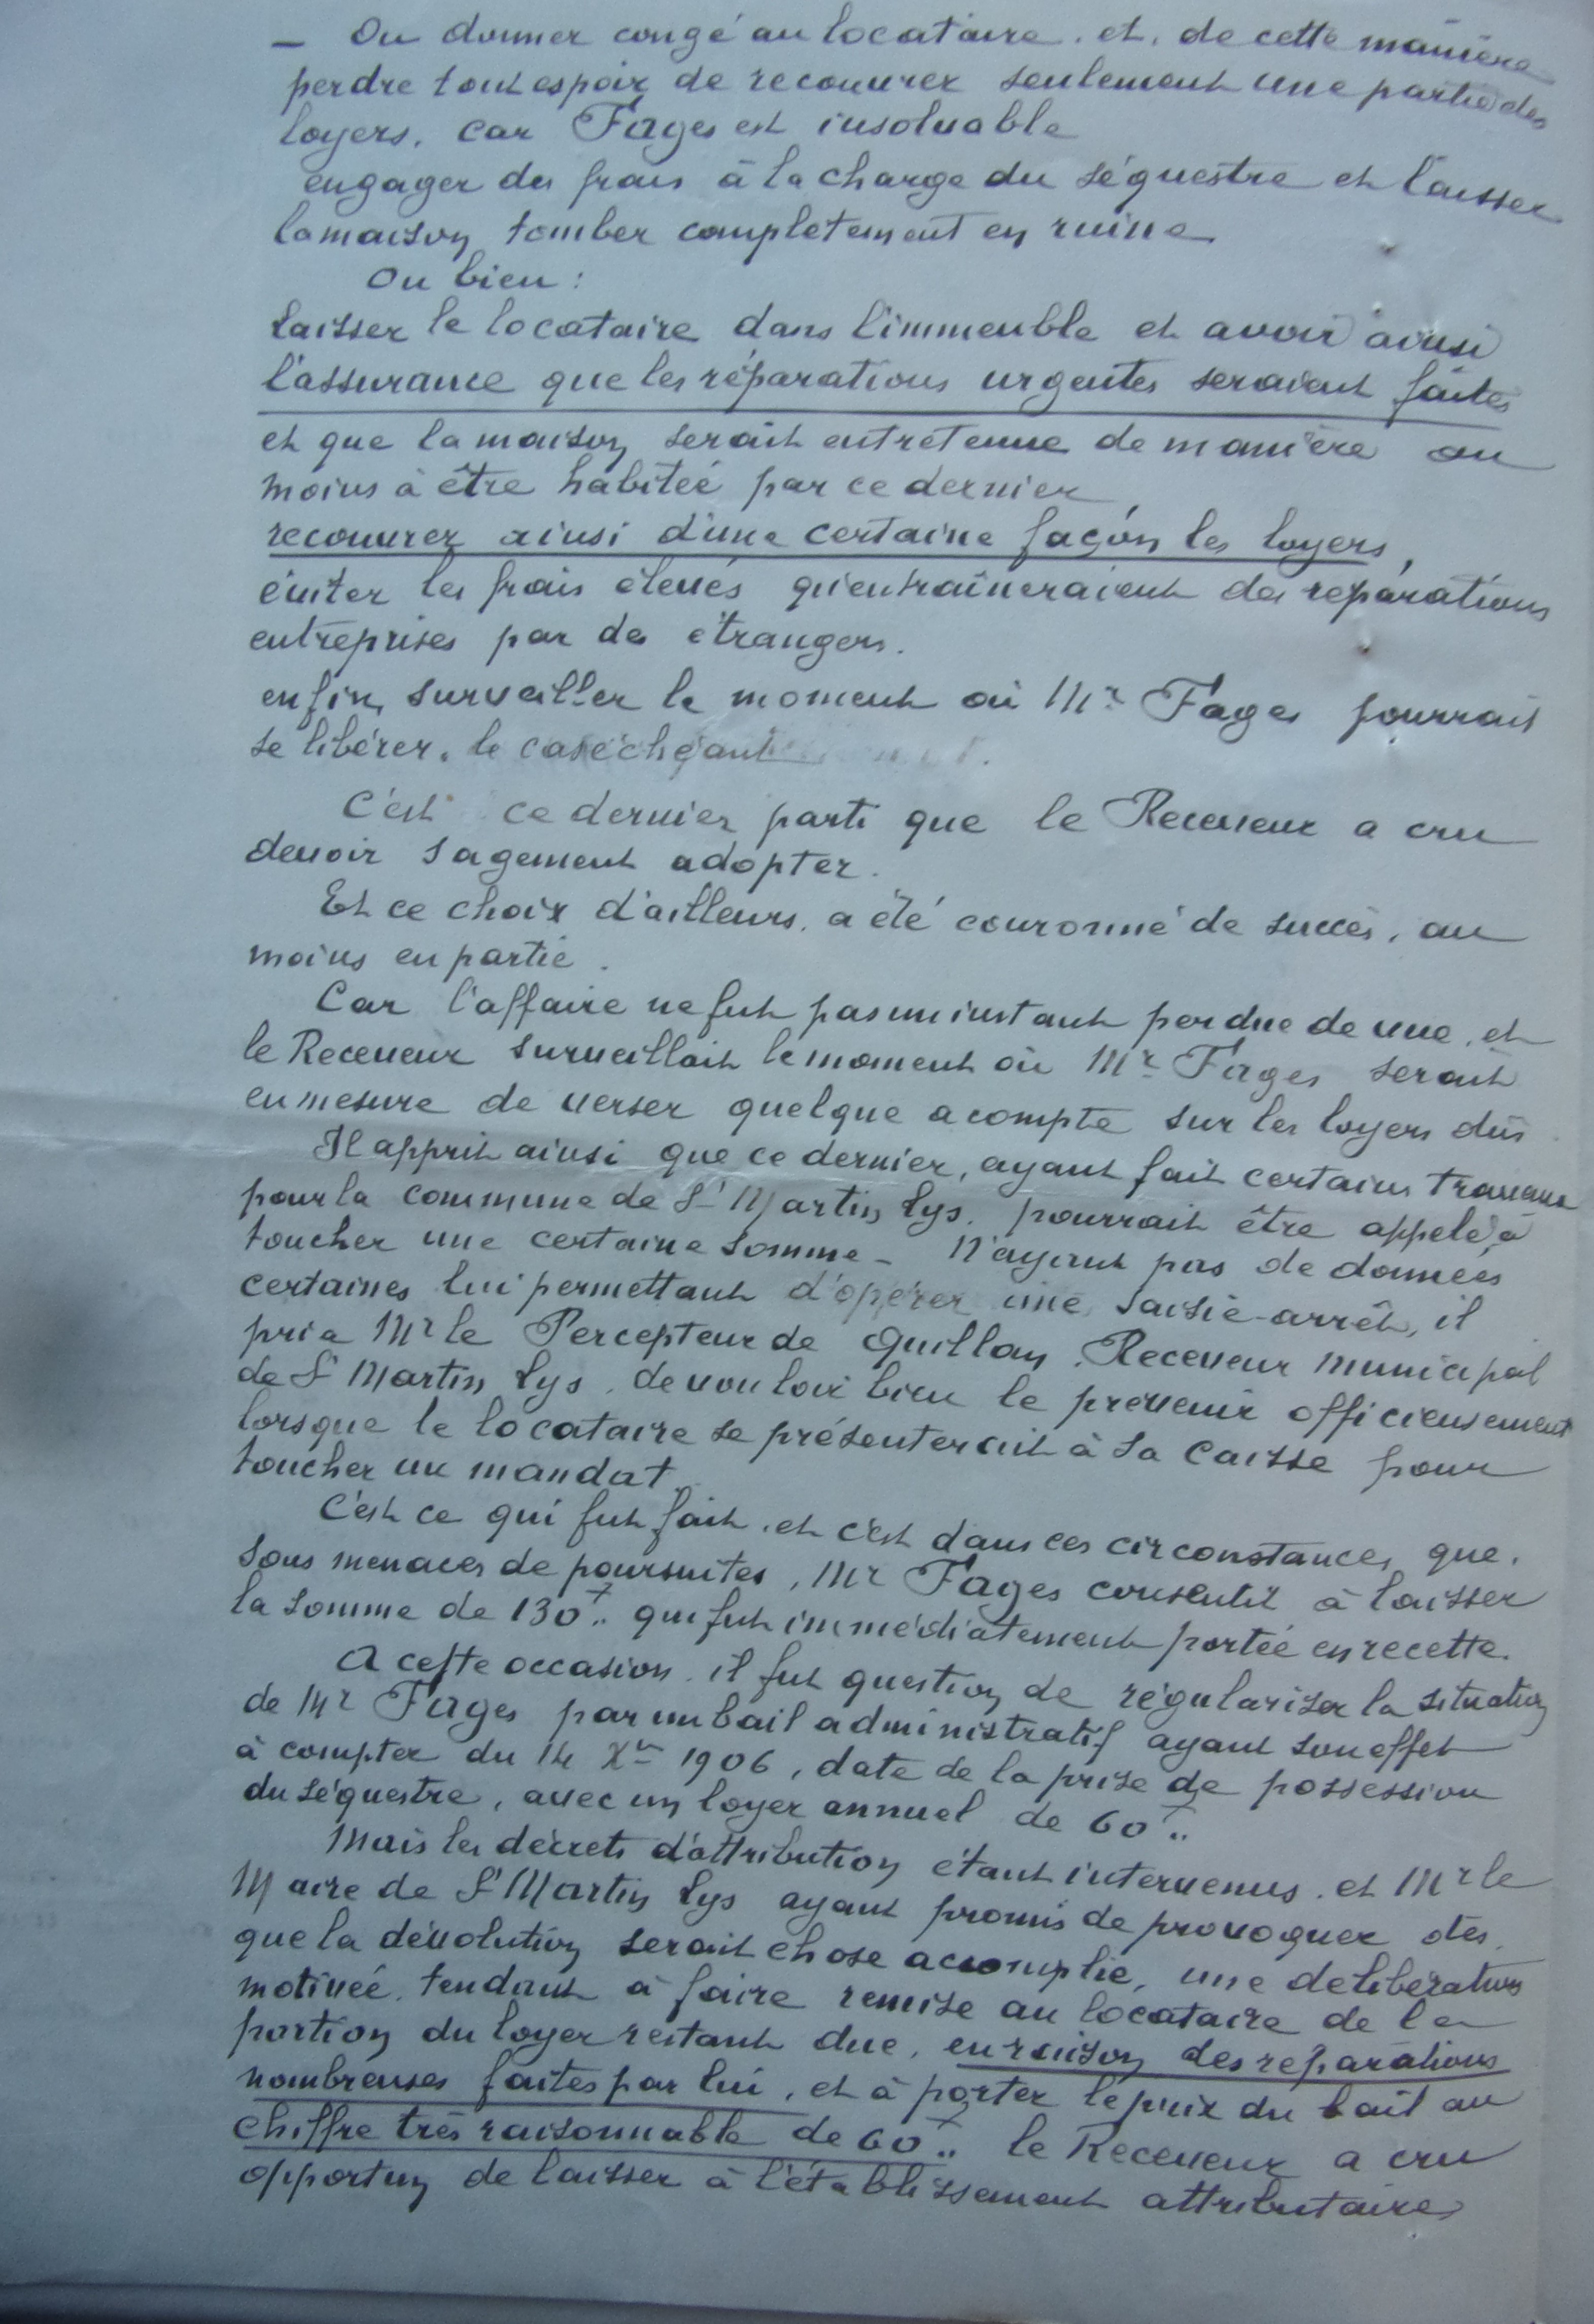 — Ou donner congé au locataire. et, de cette manière
perdre tout espoir de recouvrer seulement une partie des
loyers, car Fages est insolvable
engager des frais à la charge du séquestre et laisser
la maison tomber complètement en ruine
Ou bien :
laisser le locataire dans l'immeuble et avoir ainsi
l'assurance que les réparations urgentes seraient faites
et que la maison serait entretenue de manière au
moins à être habitée par ce dernier
recouvrer ainsi d'une certaine façon les loyers,
éviter les frais élevés qu'entraîneraient des réparations
entreprises par des étrangers.
enfin, surveiller le moment où Mr Fages pourrait
se libérer, le cas échéant
C'est ce dernier parti que le Receveur a cru
devoir sagement adopter.
Et ce choix d'ailleurs, a été couronné de succès, au
moins en partie.
Car l'affaire ne fut pas un instant perdue de vue, et
le Receveur surveillait le moment où Mr Fages serait
en mesure de verser quelque acompte sur les loyers dûs
Il apprit ainsi que ce dernier, ayant fait certains travaux
pour la commune de St Martin Lys. pourrait être appelé à
toucher une certaine somme - N'ayant pas de données
certaines lui permettant d'opérer une saisie-arrêt, il
pria Mr le Percepteur de Quillan, Receveur municipal
de St Martin Lys, de vouloir bien le prévenir officieusement
lorsque le locataire se présenterait à sa caisse pour
toucher un mandat.
C'est ce qui fut fait, et c'est dans ces circonstances, que,
sous menaces de poursuites, Mr Fages consentit à laisser
la somme de 130f.. qui fut immédiatement portée en recette.
A cette occasion, il fut question de régulariser la situation
de Mr Fages par un bail administratif ayant son effet
à compter du 14 Xre 1906, date de la prise de possession
du séquestre, avec un loyer annuel de 60f..
Mais les décrets d'attribution étant intervenus, et Mr le
Maire de St Martin Lys ayant promis de provoquer dès
que la dévolution serait chose accomplie, une délibération
motivée, tendant à faire remise au locataire de la
portion du loyer restant due, en raison des réparations
nombreuses faites par lui, et à porter le prix du bail au
chiffre très raisonnable de 60f.. le Receveur a cru
opportun de laisser à l'établissement attributaire